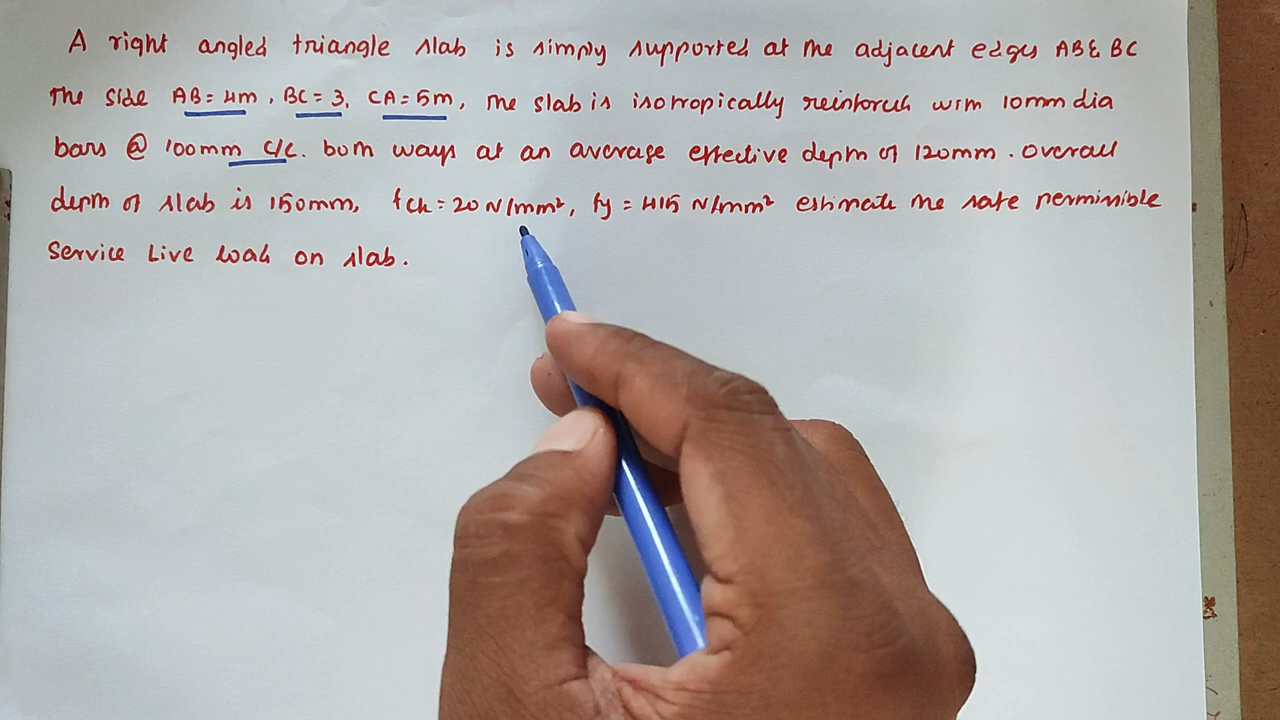 A right angled triangle slab is simply supported at the adjacent edges AB & BC
The side AB = 4m, BC = 3, CA = 5m, The slab is isotropically reinforced with 10mm dia
bars @ 100mm c/c. both ways at an average effective depth of 120mm. overall
depth of slab is 150mm, fck = 20 N/mm², fy = 415 N/mm² estimate the safe permissible
Service Live load on slab.